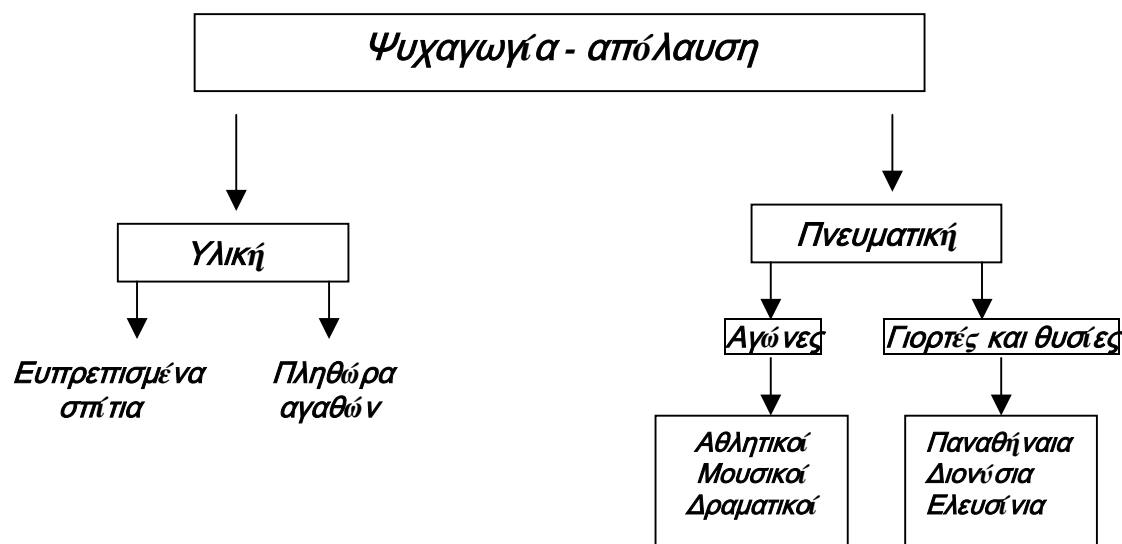 Ψυχαγωγία - απόλαυση
Υλική
Πνευματική
Ευπρεπισμένα
σπίτια
Πληθώρα
αγαθών
Αγώνες
Γιορτές και θυσίες
Αθλητικοί
Μουσικοί
Δραματικοί
Παναθήναια
Διονύσια
Ελευσίνια